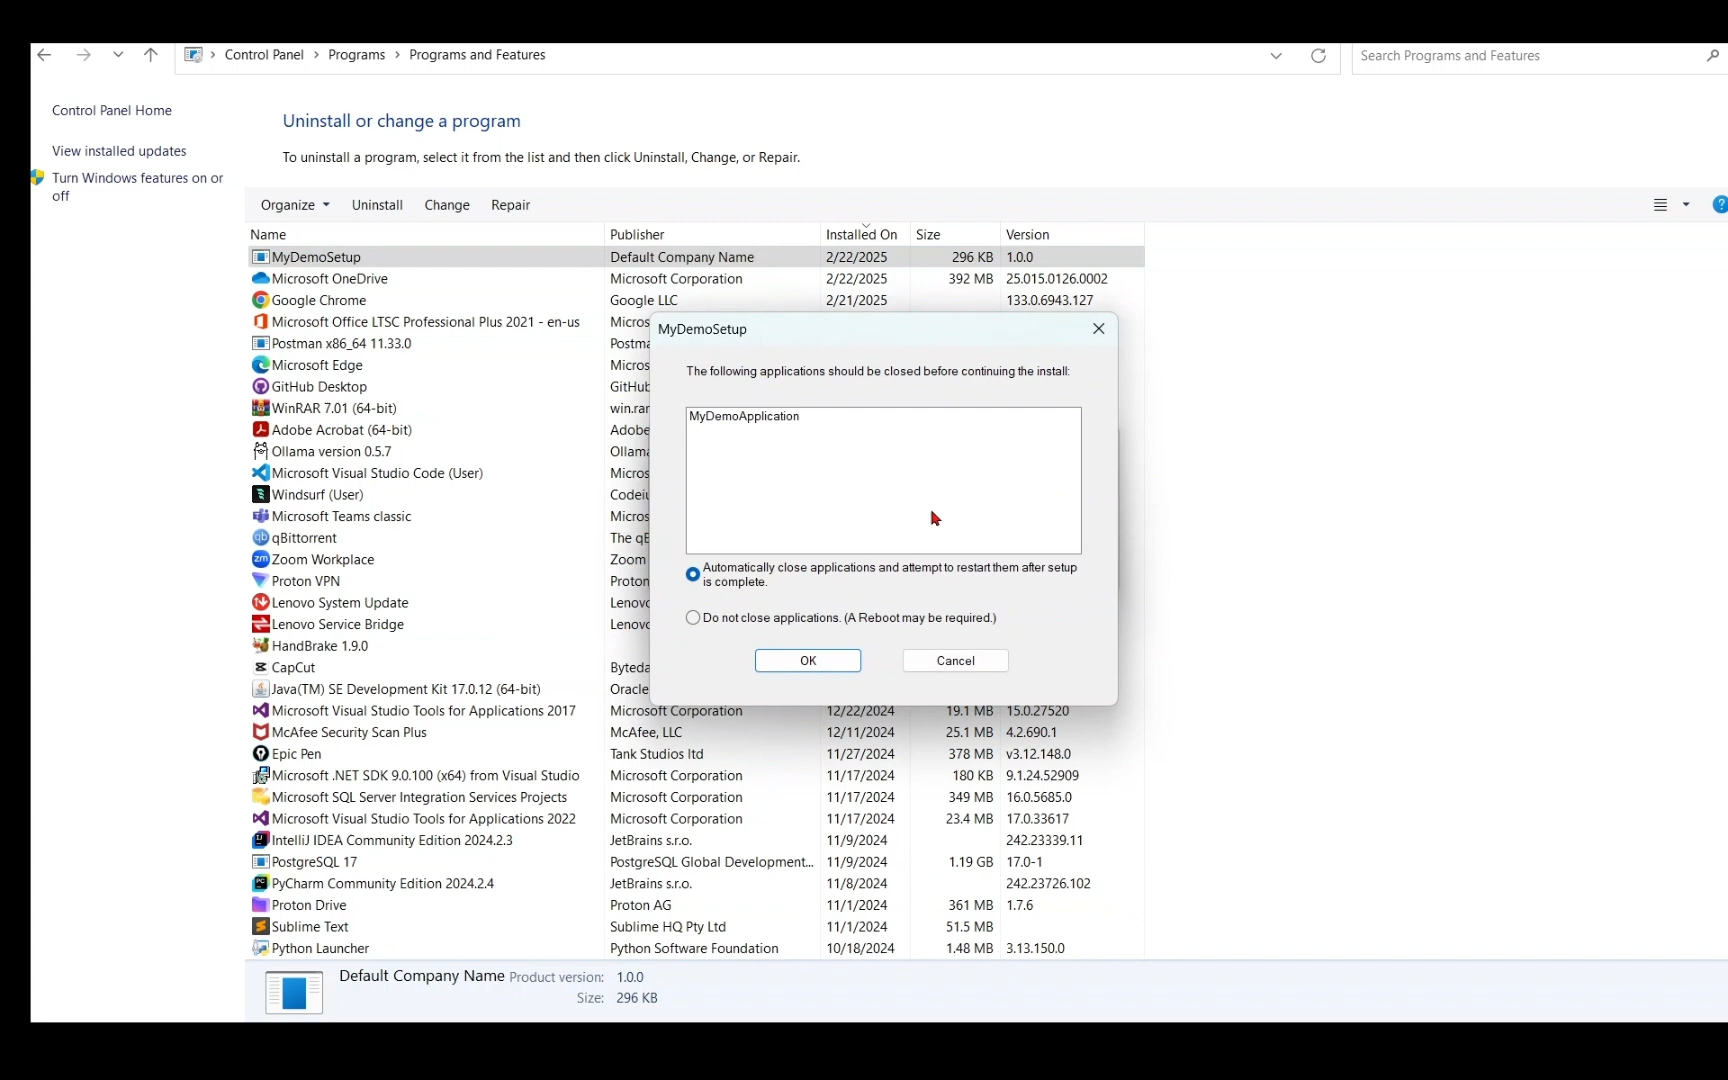 Control Panel > Programs > Programs and Features
Search Programs and Features
Control Panel Home
View installed updates
Turn Windows features on or
off
Uninstall or change a program
To uninstall a program, select it from the list and then click Uninstall, Change, or Repair.
Organize Uninstall Change Repair
Name Publisher Installed On Size Version
MyDemoSetup Default Company Name 2/22/2025 296 KB 1.0.0
Microsoft OneDrive Microsoft Corporation 2/22/2025 392 MB 25.015.0126.0002
Google Chrome Google LLC 2/21/2025 133.0.6943.127
Microsoft Office LTSC Professional Plus 2021 - en-us Micros
Postman x86_64 11.33.0 Postma
Microsoft Edge Micros
GitHub Desktop GitHub
WinRAR 7.01 (64-bit) win.rar
Adobe Acrobat (64-bit) Adobe
Ollama version 0.5.7 Ollama
Microsoft Visual Studio Code (User) Micros
Windsurf (User) Codeiu
Microsoft Teams classic Micros
qBittorrent The qB
Zoom Workplace Zoom
Proton VPN Proton
Lenovo System Update Lenovo
Lenovo Service Bridge Lenovo
HandBrake 1.9.0
CapCut Byteda
Java(TM) SE Development Kit 17.0.12 (64-bit) Oracle
Microsoft Visual Studio Tools for Applications 2017 Microsoft Corporation 12/22/2024 19.1 MB 15.0.27520
McAfee Security Scan Plus McAfee, LLC 12/11/2024 25.1 MB 4.2.690.1
Epic Pen Tank Studios ltd 11/27/2024 378 MB v3.12.148.0
Microsoft .NET SDK 9.0.100 (x64) from Visual Studio Microsoft Corporation 11/17/2024 180 KB 9.1.24.52909
Microsoft SQL Server Integration Services Projects Microsoft Corporation 11/17/2024 349 MB 16.0.5685.0
Microsoft Visual Studio Tools for Applications 2022 Microsoft Corporation 11/17/2024 23.4 MB 17.0.33617
IntelliJ IDEA Community Edition 2024.2.3 JetBrains s.r.o. 11/9/2024 242.23339.11
PostgreSQL 17 PostgreSQL Global Development... 11/9/2024 1.19 GB 17.0-1
PyCharm Community Edition 2024.2.4 JetBrains s.r.o. 11/8/2024 242.23726.102
Proton Drive Proton AG 11/1/2024 361 MB 1.7.6
Sublime Text Sublime HQ Pty Ltd 11/1/2024 51.5 MB
Python Launcher Python Software Foundation 10/18/2024 1.48 MB 3.13.150.0
MyDemoSetup
The following applications should be closed before continuing the install:
MyDemoApplication
Automatically close applications and attempt to restart them after setup
is complete.
Do not close applications. (A Reboot may be required.)
OK Cancel
Default Company Name Product version: 1.0.0
Size: 296 KB